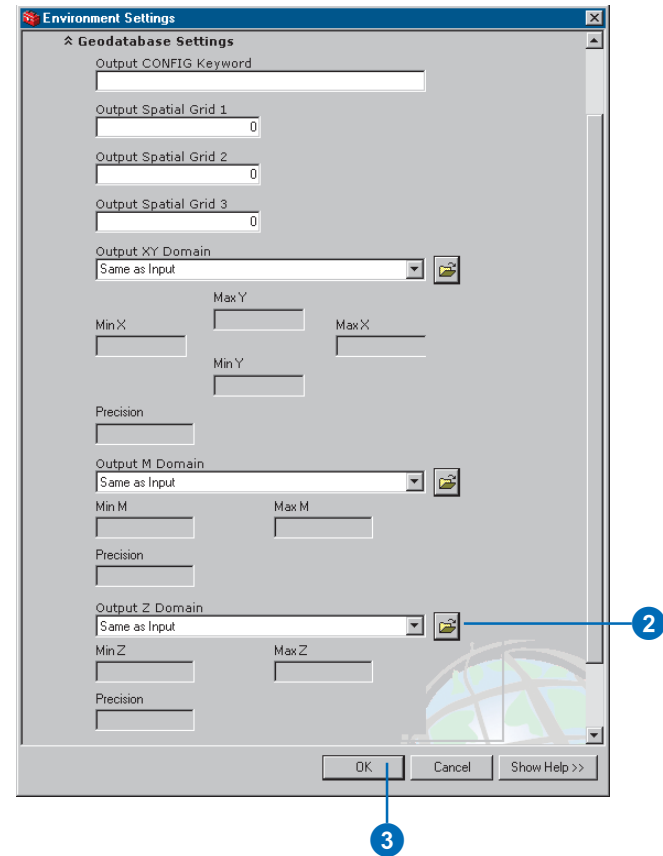 Environment Settings
Geodatabase Settings
Output CONFIG Keyword
Output Spatial Grid 1
0
Output Spatial Grid 2
0
Output Spatial Grid 3
0
Output XY Domain
Same as Input
Max Y
Min X
Max X
Min Y
Precision
Output M Domain
Same as Input
Min M
Max M
Precision
Output Z Domain
Same as Input
2
Min Z
Max Z
Precision
OK
Cancel
Show Help >>
3